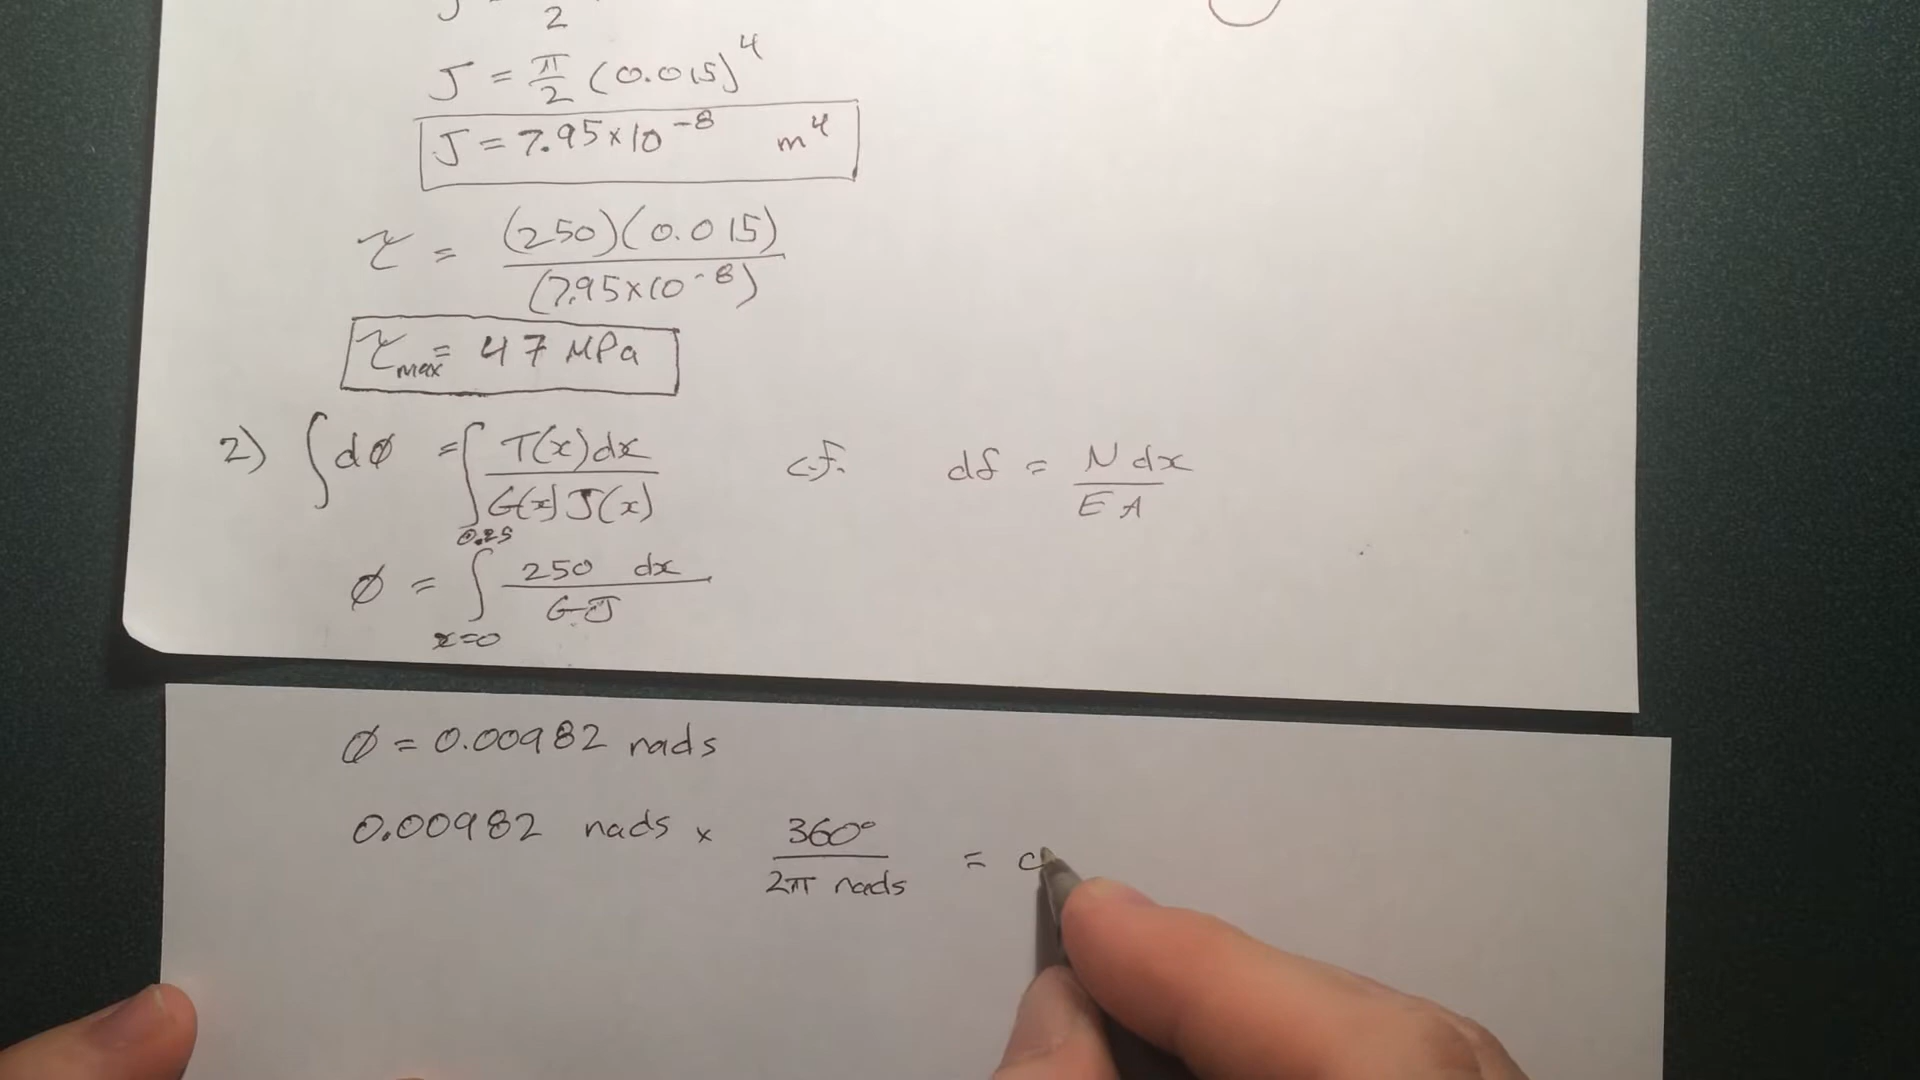 J = π/2
J = π/2 (0.015)^4
J = 7.95×10^-8 m^4
τ = (250)(0.015) / (7.95×10^-8)
τmax = 47 MPa
2) ∫dφ = ∫ T(x)dx / G(x)J(x) c.f. dδ = N dx / EA
φ = ∫_{x=0}^{0.25} 250 dx / GJ
φ = 0.00982 rads
0.00982 rads × 360° / 2π rads =